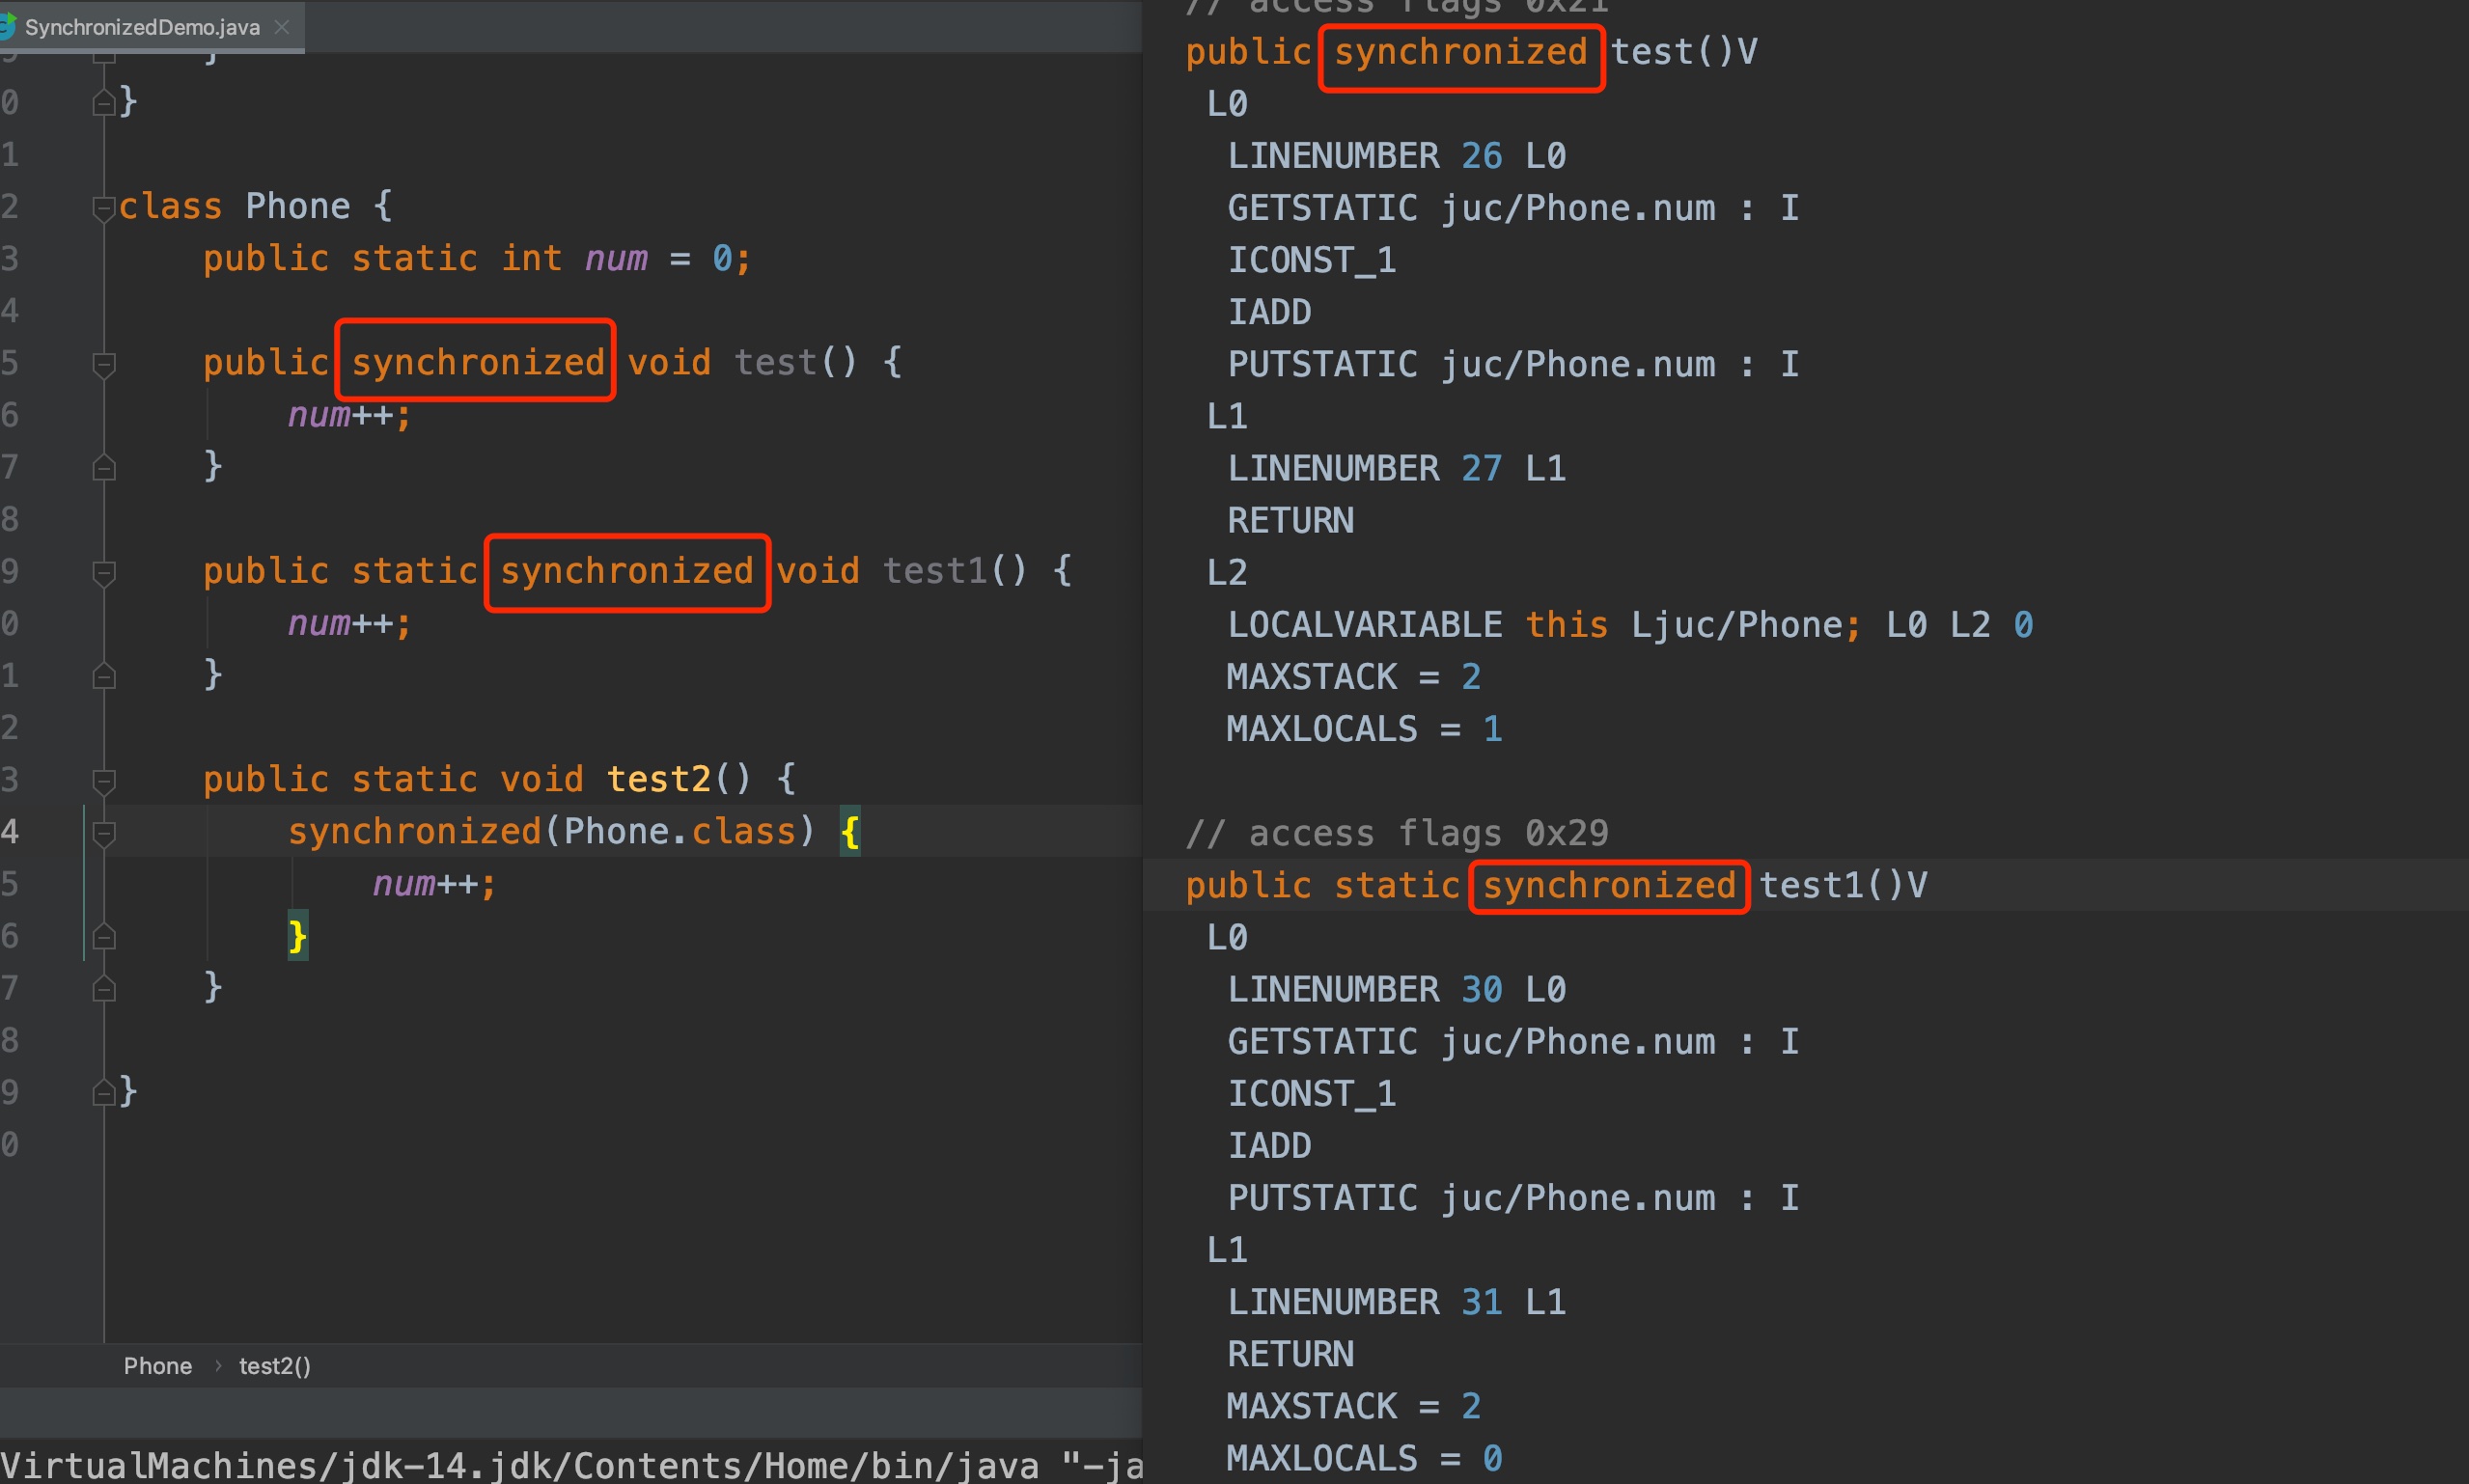 SynchronizedDemo.java
9 }
0 }
1
2 class Phone {
3 public static int num = 0;
4
5 public synchronized void test() {
6 num++;
7 }
8
9 public static synchronized void test1() {
0 num++;
1 }
2
3 public static void test2() {
4 synchronized(Phone.class) {
5 num++;
6 }
7 }
8
9 }
0
Phone › test2()
VirtualMachines/jdk-14.jdk/Contents/Home/bin/java "-ja
// access flags 0x21
public synchronized test()V
L0
LINENUMBER 26 L0
GETSTATIC juc/Phone.num : I
ICONST_1
IADD
PUTSTATIC juc/Phone.num : I
L1
LINENUMBER 27 L1
RETURN
L2
LOCALVARIABLE this Ljuc/Phone; L0 L2 0
MAXSTACK = 2
MAXLOCALS = 1
// access flags 0x29
public static synchronized test1()V
L0
LINENUMBER 30 L0
GETSTATIC juc/Phone.num : I
ICONST_1
IADD
PUTSTATIC juc/Phone.num : I
L1
LINENUMBER 31 L1
RETURN
MAXSTACK = 2
MAXLOCALS = 0